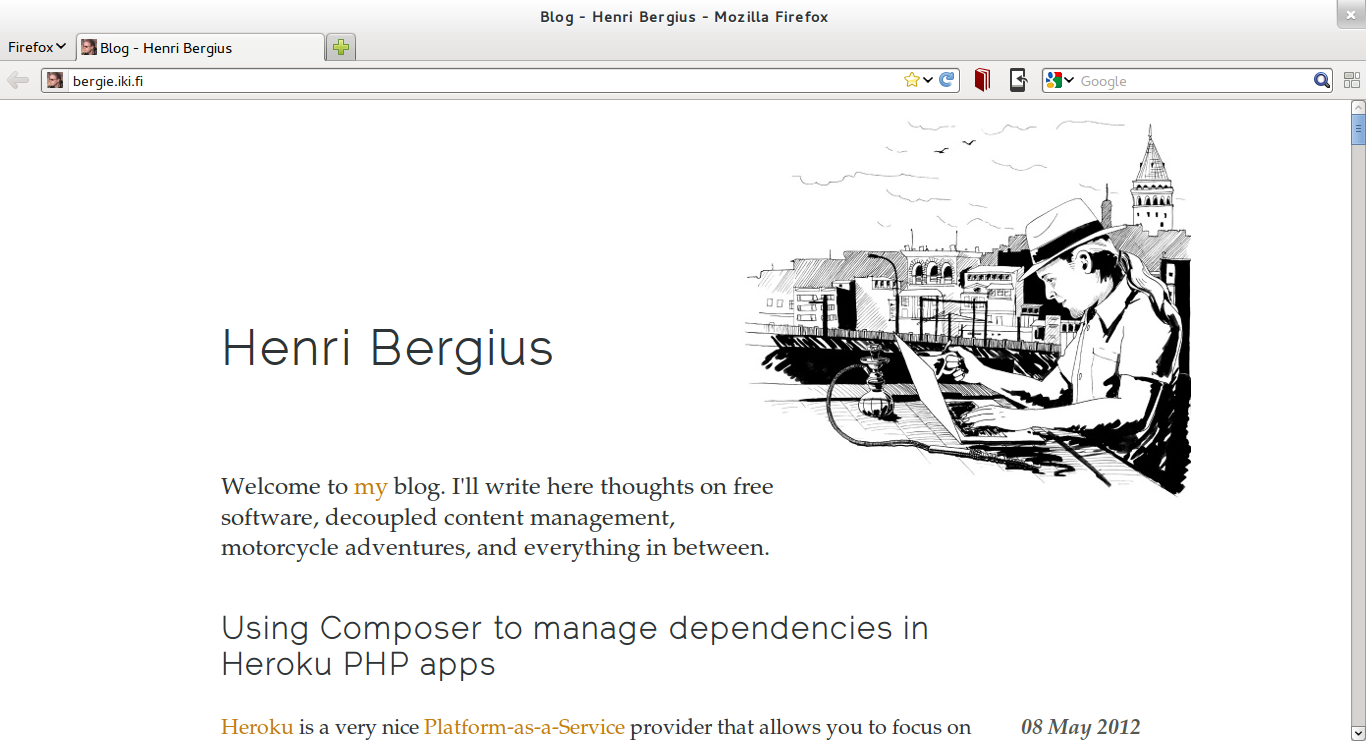 Blog - Henri Bergius - Mozilla Firefox
Firefox
Blog - Henri Bergius
bergie.iki.fi
Google
Henri Bergius
Welcome to my blog. I'll write here thoughts on free
software, decoupled content management,
motorcycle adventures, and everything in between.
Using Composer to manage dependencies in
Heroku PHP apps
Heroku is a very nice Platform-as-a-Service provider that allows you to focus on
08 May 2012